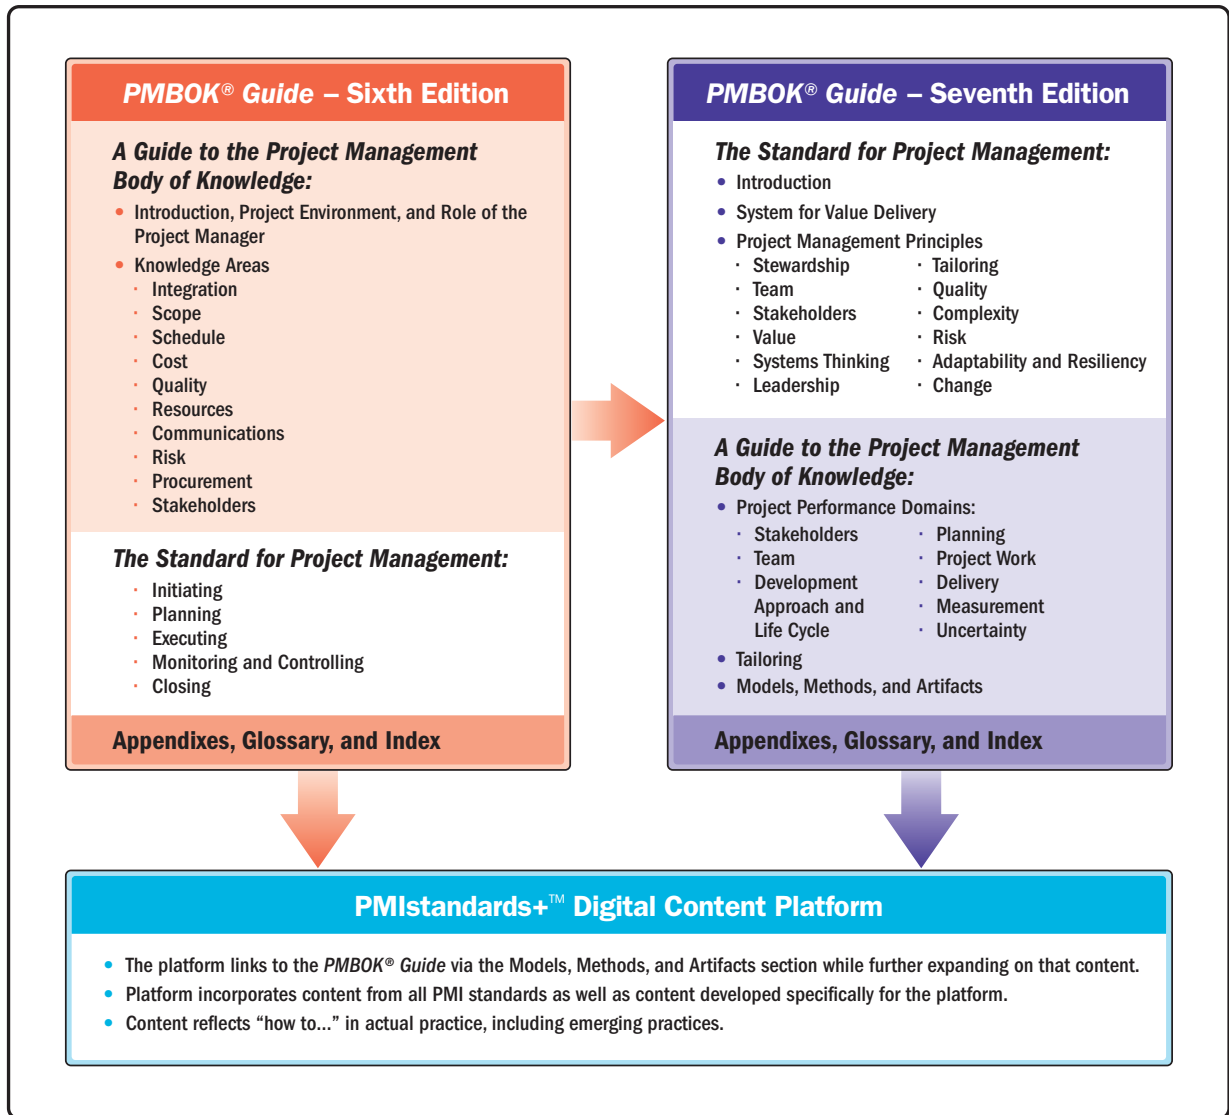 PMBOK® Guide – Sixth Edition
A Guide to the Project Management
Body of Knowledge:
• Introduction, Project Environment, and Role of the
Project Manager
• Knowledge Areas
· Integration
· Scope
· Schedule
· Cost
· Quality
· Resources
· Communications
· Risk
· Procurement
· Stakeholders
The Standard for Project Management:
· Initiating
· Planning
· Executing
· Monitoring and Controlling
· Closing
Appendixes, Glossary, and Index
PMBOK® Guide – Seventh Edition
The Standard for Project Management:
• Introduction
• System for Value Delivery
• Project Management Principles
· Stewardship
· Team
· Stakeholders
· Value
· Systems Thinking
· Leadership
· Tailoring
· Quality
· Complexity
· Risk
· Adaptability and Resiliency
· Change
A Guide to the Project Management
Body of Knowledge:
• Project Performance Domains:
· Stakeholders
· Team
· Development
Approach and
Life Cycle
· Planning
· Project Work
· Delivery
· Measurement
· Uncertainty
• Tailoring
• Models, Methods, and Artifacts
Appendixes, Glossary, and Index
PMIstandards+™ Digital Content Platform
• The platform links to the PMBOK® Guide via the Models, Methods, and Artifacts section while further expanding on that content.
• Platform incorporates content from all PMI standards as well as content developed specifically for the platform.
• Content reflects “how to...” in actual practice, including emerging practices.